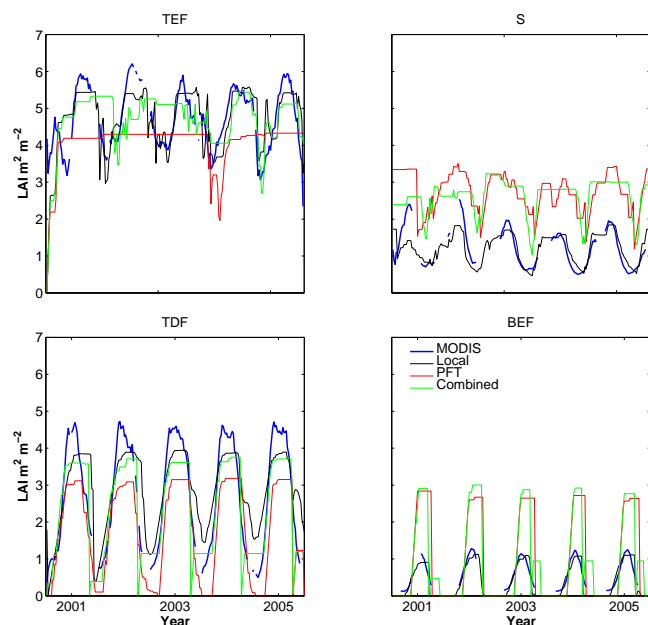 TEF
S
7
6
5
4
3
2
1
0
LAI m² m⁻²
TDF
BEF
7
6
5
4
3
2
1
0
LAI m² m⁻²
MODIS
Local
PFT
Combined
2001
2003
2005
Year
2001
2003
2005
Year